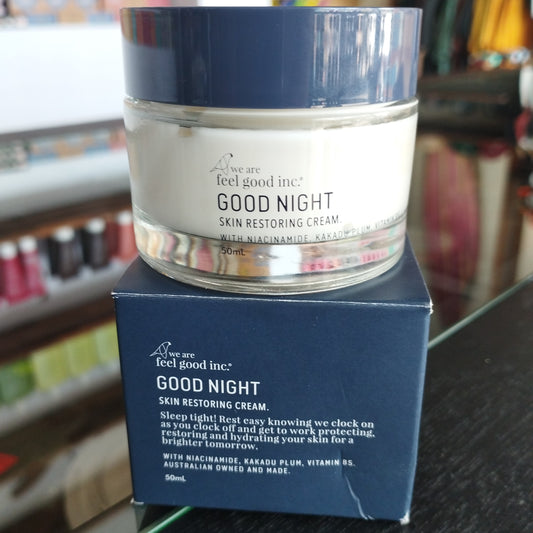 we are
feel good inc.®
GOOD NIGHT
SKIN RESTORING CREAM.
WITH NIACINAMIDE, KAKADU PLUM, VITAMIN
50mL
we are
feel good inc.®
GOOD NIGHT
SKIN RESTORING CREAM.
Sleep tight! Rest easy knowing we clock on
as you clock off and get to work protecting,
restoring and hydrating your skin for a
brighter tomorrow.
WITH NIACINAMIDE, KAKADU PLUM, VITAMIN B5.
AUSTRALIAN OWNED AND MADE.
50mL